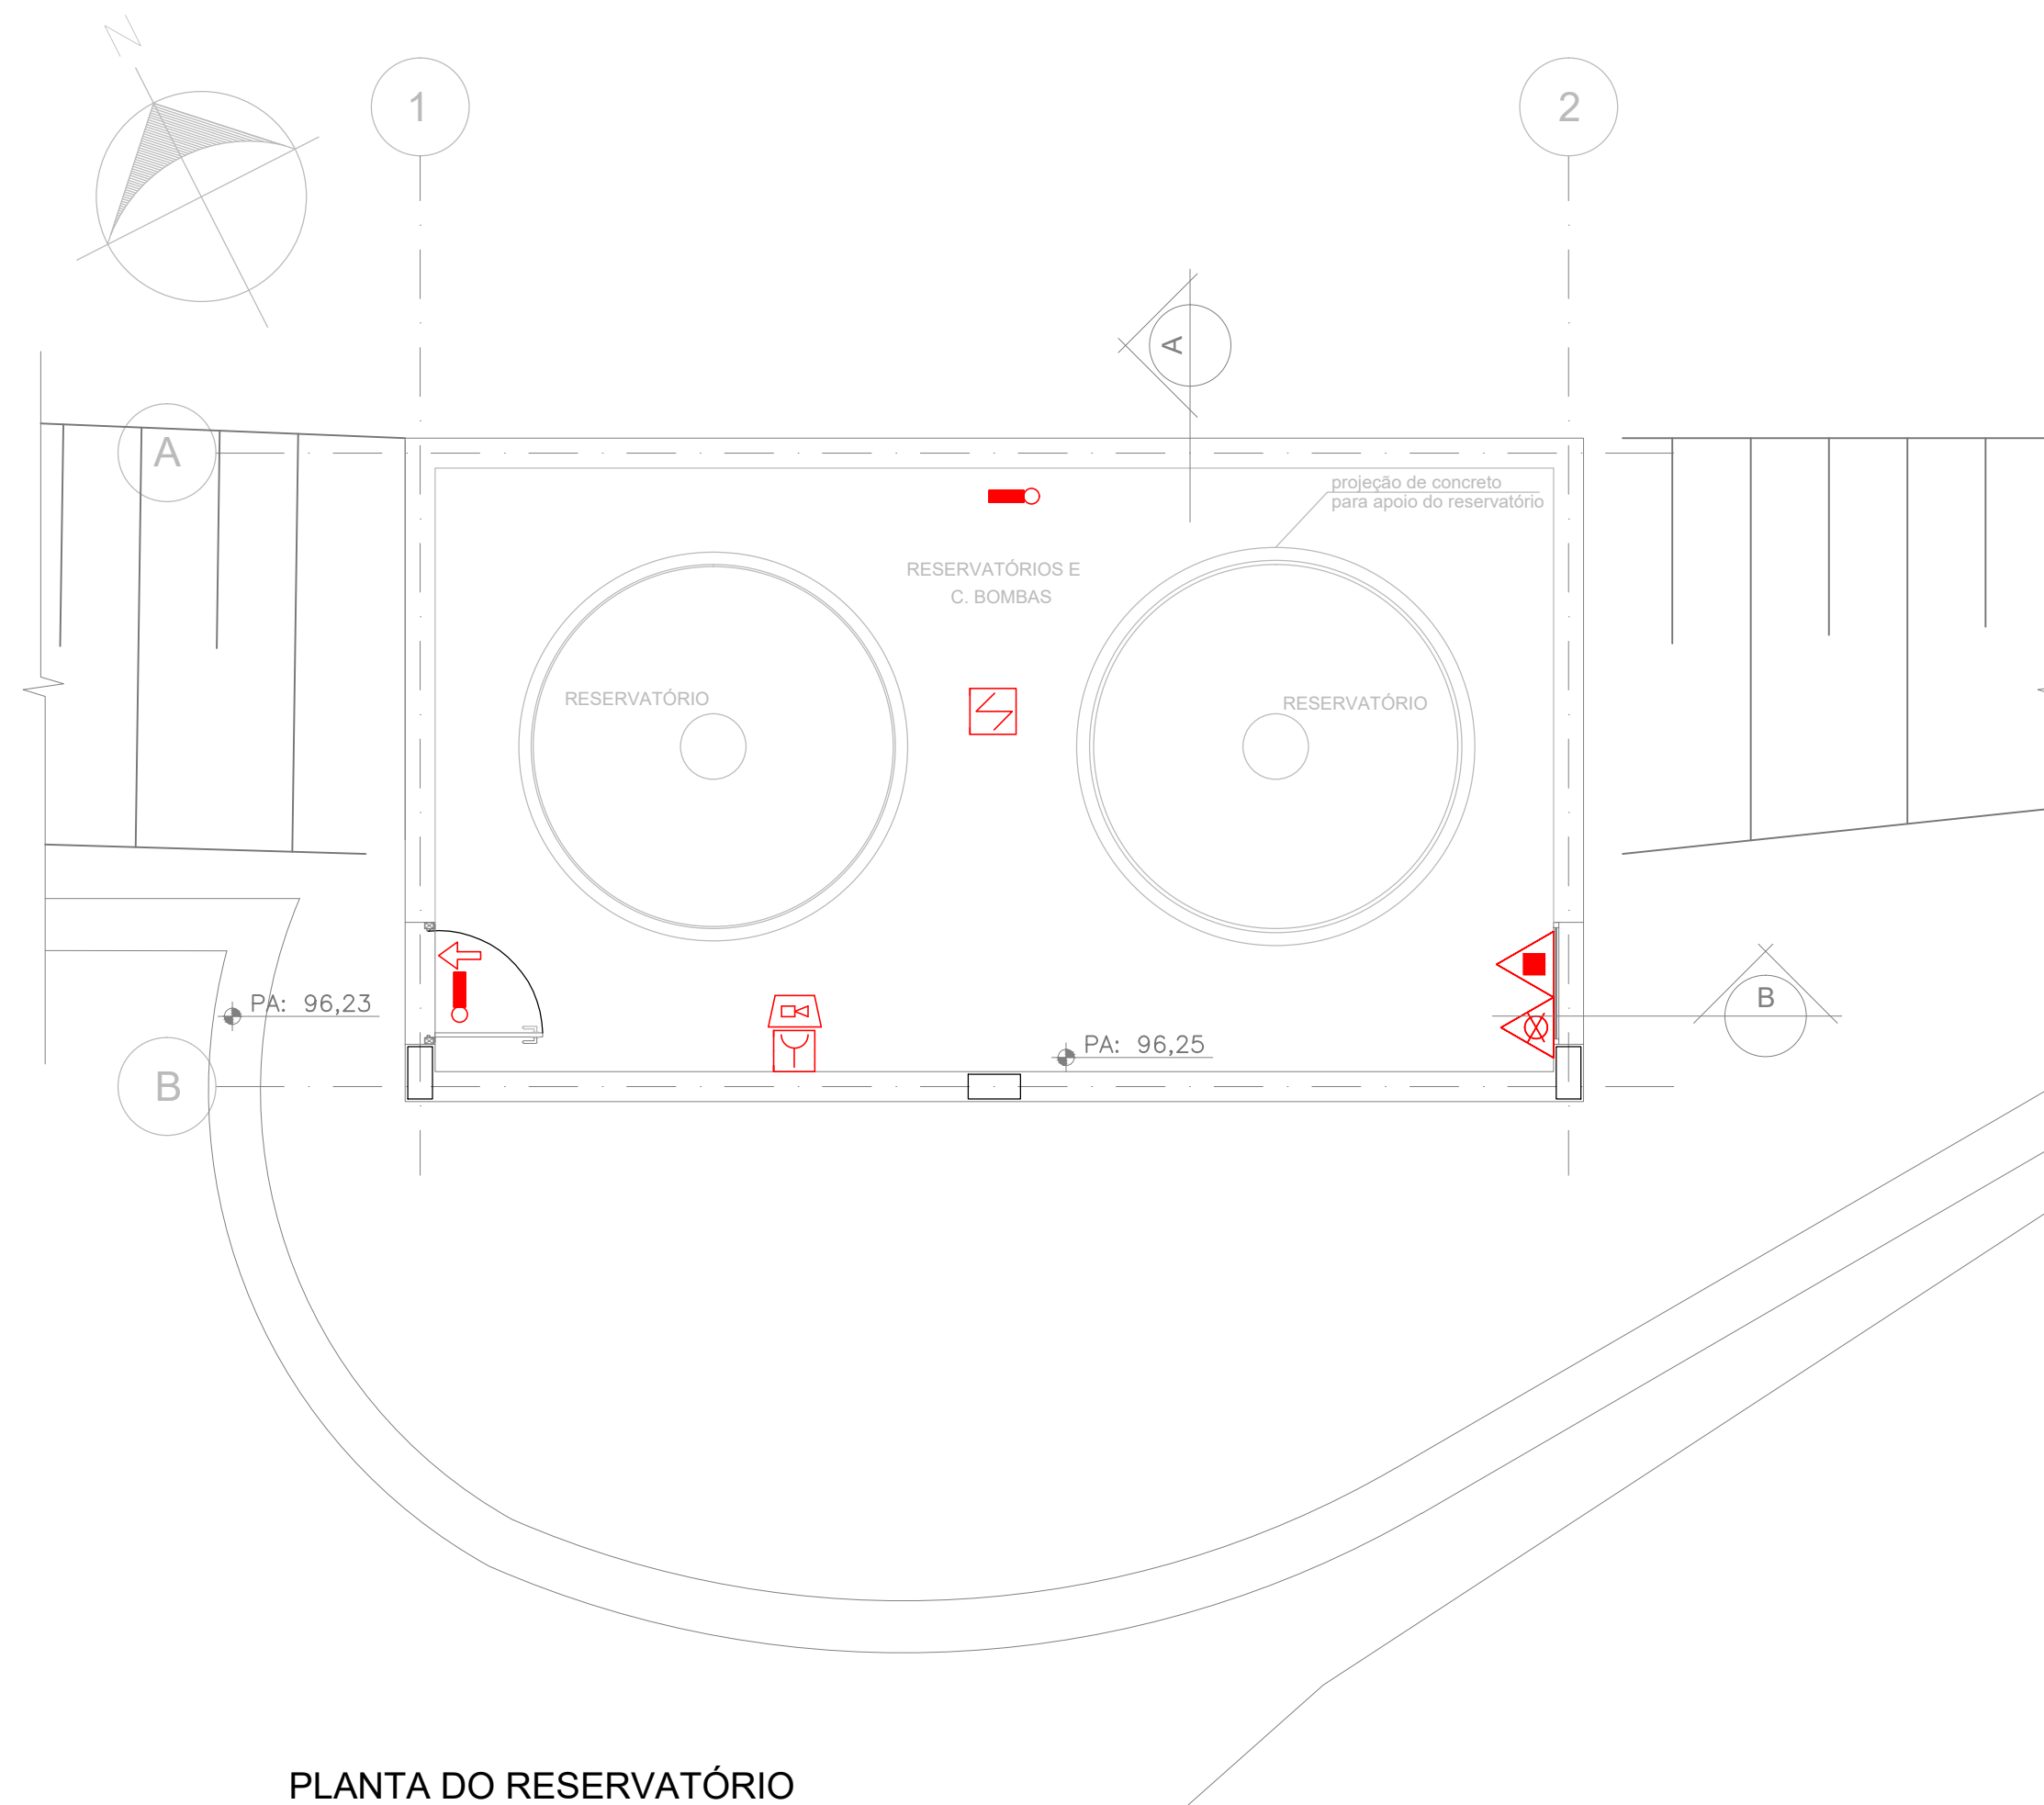 N
1
2
A
A
projeção de concreto
para apoio do reservatório
RESERVATÓRIOS E
C. BOMBAS
RESERVATÓRIO
RESERVATÓRIO
PA: 96,23
B
PA: 96,25
B
PLANTA DO RESERVATÓRIO